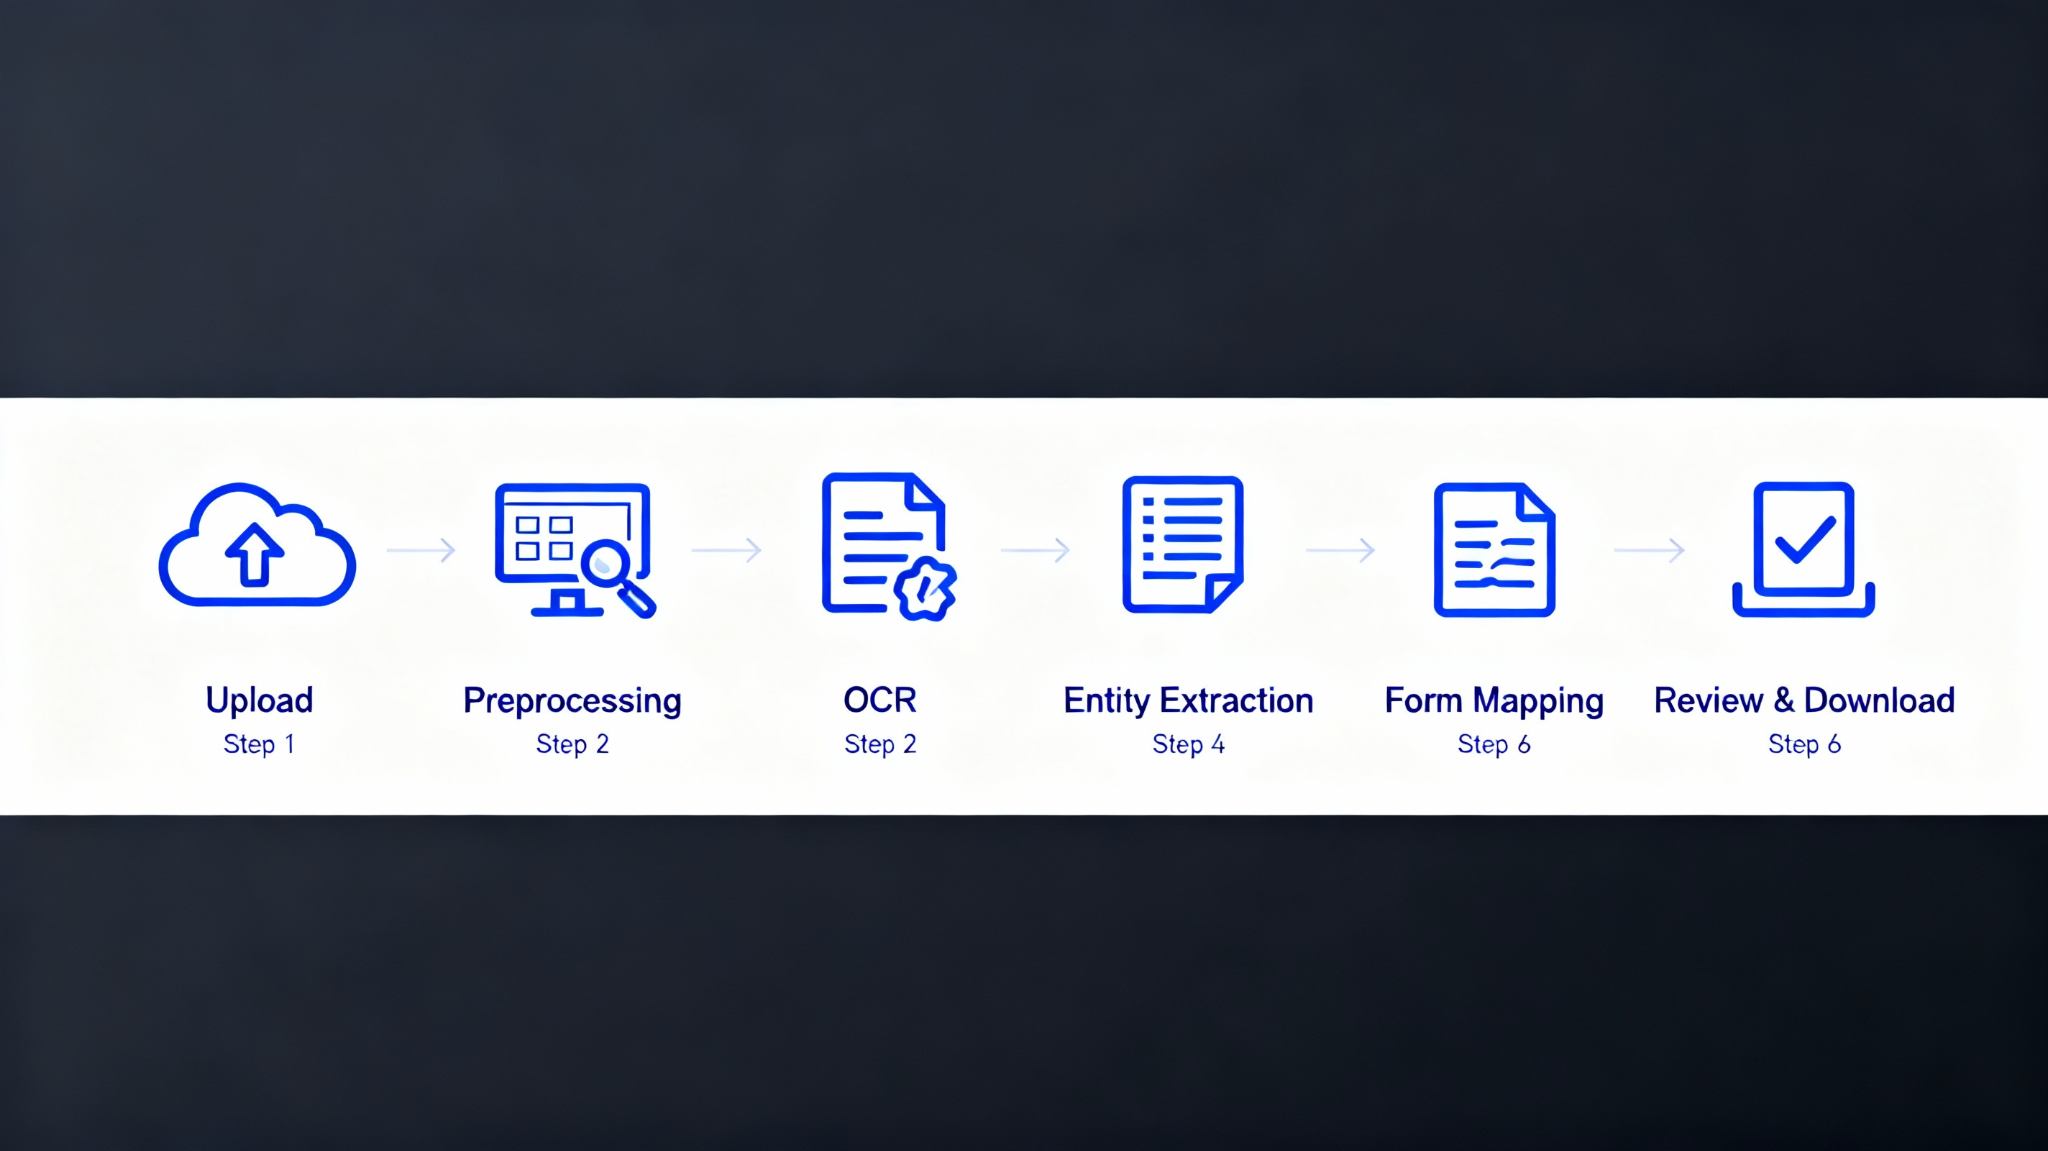 Upload
Step 1
Preprocessing
Step 2
OCR
Step 2
Entity Extraction
Step 4
Form Mapping
Step 6
Review & Download
Step 6